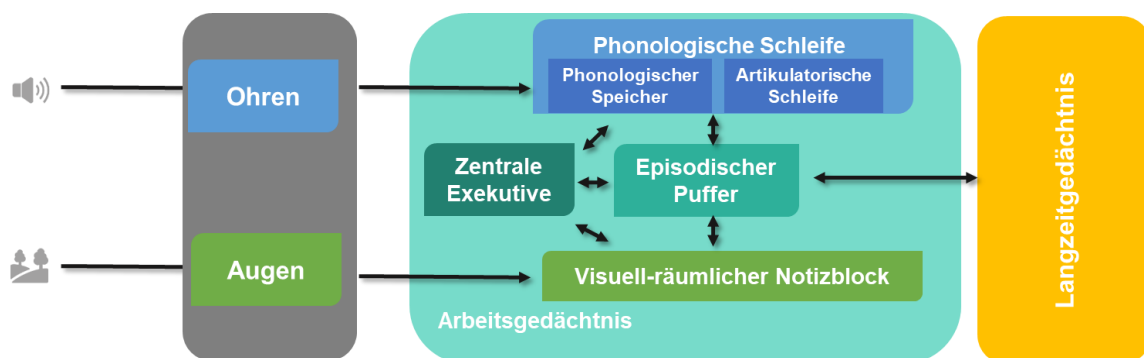 Phonologische Schleife
Phonologischer
Speicher
Artikulatorische
Schleife
Ohren
Zentrale
Exekutive
Episodischer
Puffer
Augen
Visuell-räumlicher Notizblock
Arbeitsgedächtnis
Langzeitgedächtnis